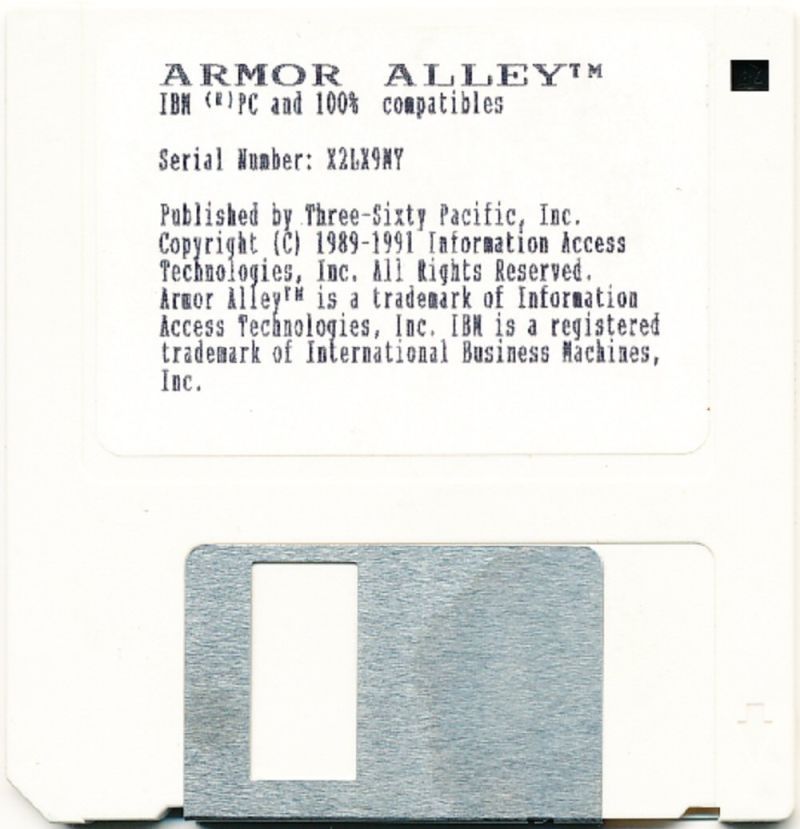 ARMOR ALLEY™
IBM (R)PC and 100% compatibles
Serial Number: X2LX9MY
Published by Three-Sixty Pacific, Inc.
Copyright (C) 1989-1991 Information Access
Technologies, Inc. All Rights Reserved.
Armor Alley™ is a trademark of Information
Access Technologies, Inc. IBM is a registered
trademark of International Business Machines,
Inc.